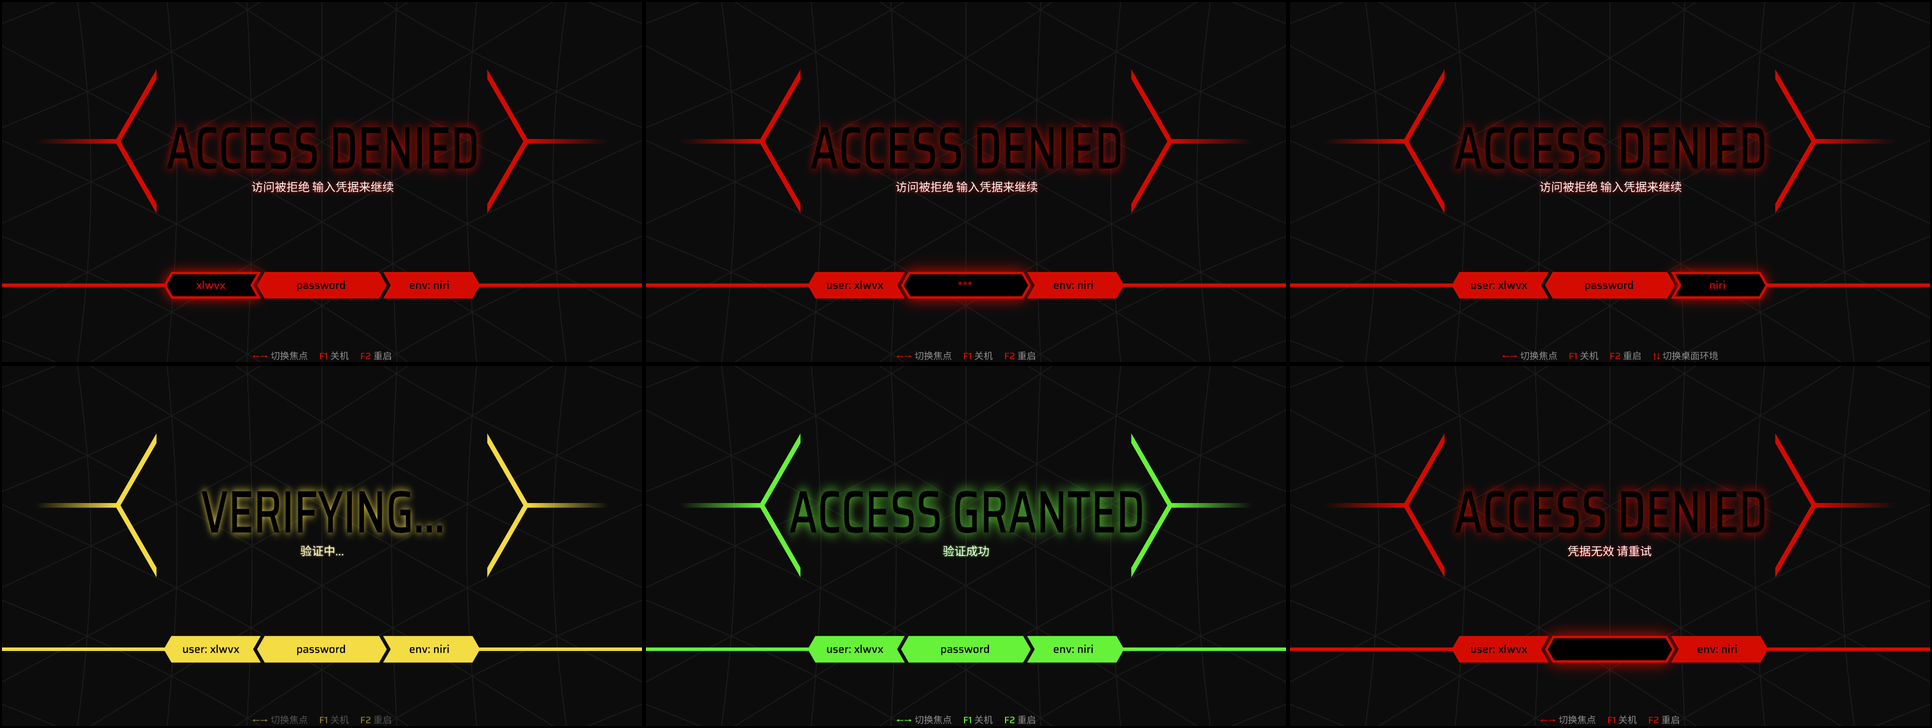 ACCESS DENIED
访问被拒绝 输入凭据来继续
xlwvx password env: niri
←→ 切换焦点 F1 关机 F2 重启
ACCESS DENIED
访问被拒绝 输入凭据来继续
user: xlwvx *** env: niri
←→ 切换焦点 F1 关机 F2 重启
ACCESS DENIED
访问被拒绝 输入凭据来继续
user: xlwvx password niri
←→ 切换焦点 F1 关机 F2 重启 ↑↓ 切换桌面环境
VERIFYING...
验证中...
user: xlwvx password env: niri
←→ 切换焦点 F1 关机 F2 重启
ACCESS GRANTED
验证成功
user: xlwvx password env: niri
←→ 切换焦点 F1 关机 F2 重启
ACCESS DENIED
凭据无效 请重试
user: xlwvx env: niri
←→ 切换焦点 F1 关机 F2 重启